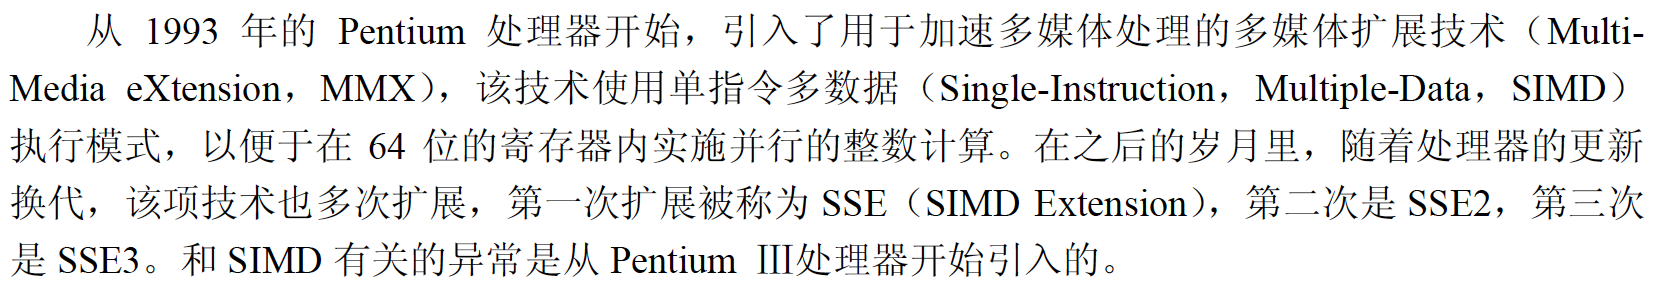 从 1993 年的 Pentium 处理器开始，引入了用于加速多媒体处理的多媒体扩展技术（Multi-
Media eXtension，MMX），该技术使用单指令多数据（Single-Instruction，Multiple-Data，SIMD）
执行模式，以便于在 64 位的寄存器内实施并行的整数计算。在之后的岁月里，随着处理器的更新
换代，该项技术也多次扩展，第一次扩展被称为 SSE（SIMD Extension），第二次是 SSE2，第三次
是 SSE3。和 SIMD 有关的异常是从 Pentium III处理器开始引入的。